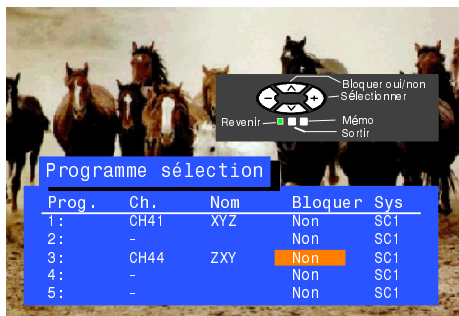 Bloquer oui/non
Sélectionner
Revenir
Mémo
Sortir
Programme sélection
Prog. Ch. Nom Bloquer Sys
1: CH41 XYZ Non SC1
2: - Non SC1
3: CH44 ZXY Non SC1
4: - Non SC1
5: - Non SC1